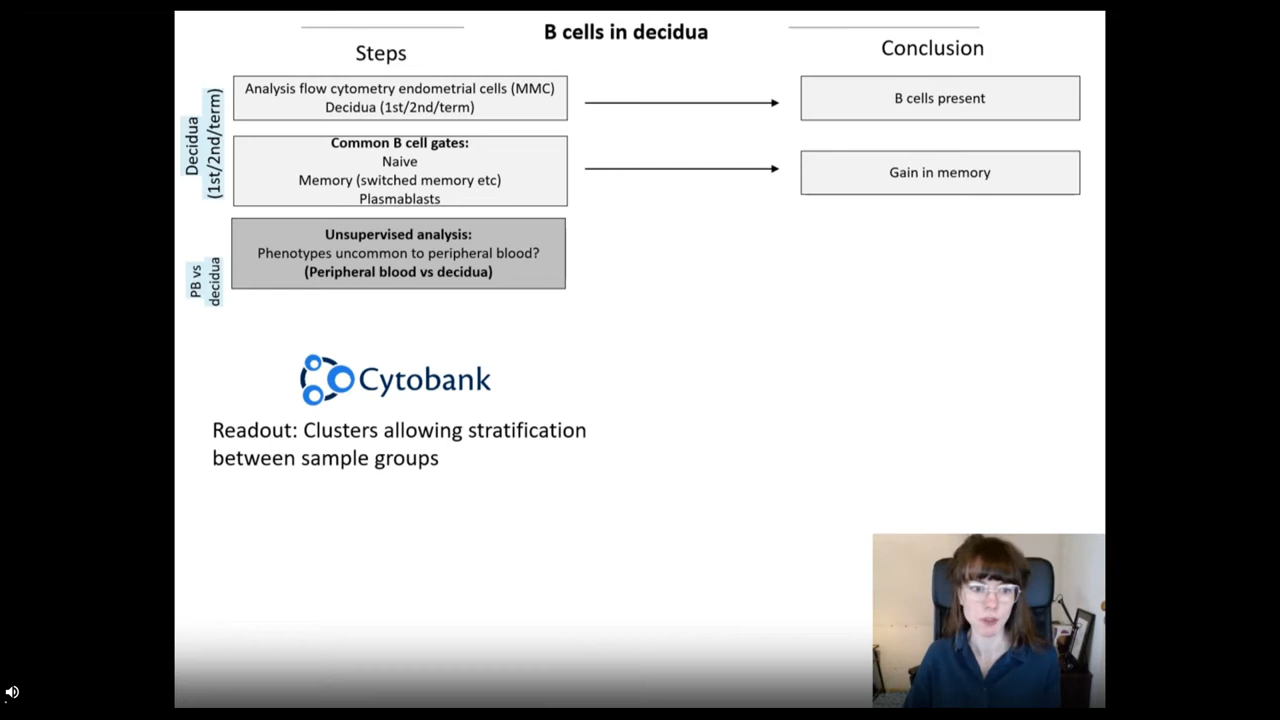 B cells in decidua
Steps
Conclusion
Decidua
(1st/2nd/term)
Analysis flow cytometry endometrial cells (MMC)
Decidua (1st/2nd/term)
B cells present
Common B cell gates:
Naive
Memory (switched memory etc)
Plasmablasts
Gain in memory
PB vs
decidua
Unsupervised analysis:
Phenotypes uncommon to peripheral blood?
(Peripheral blood vs decidua)
Cytobank
Readout: Clusters allowing stratification
between sample groups